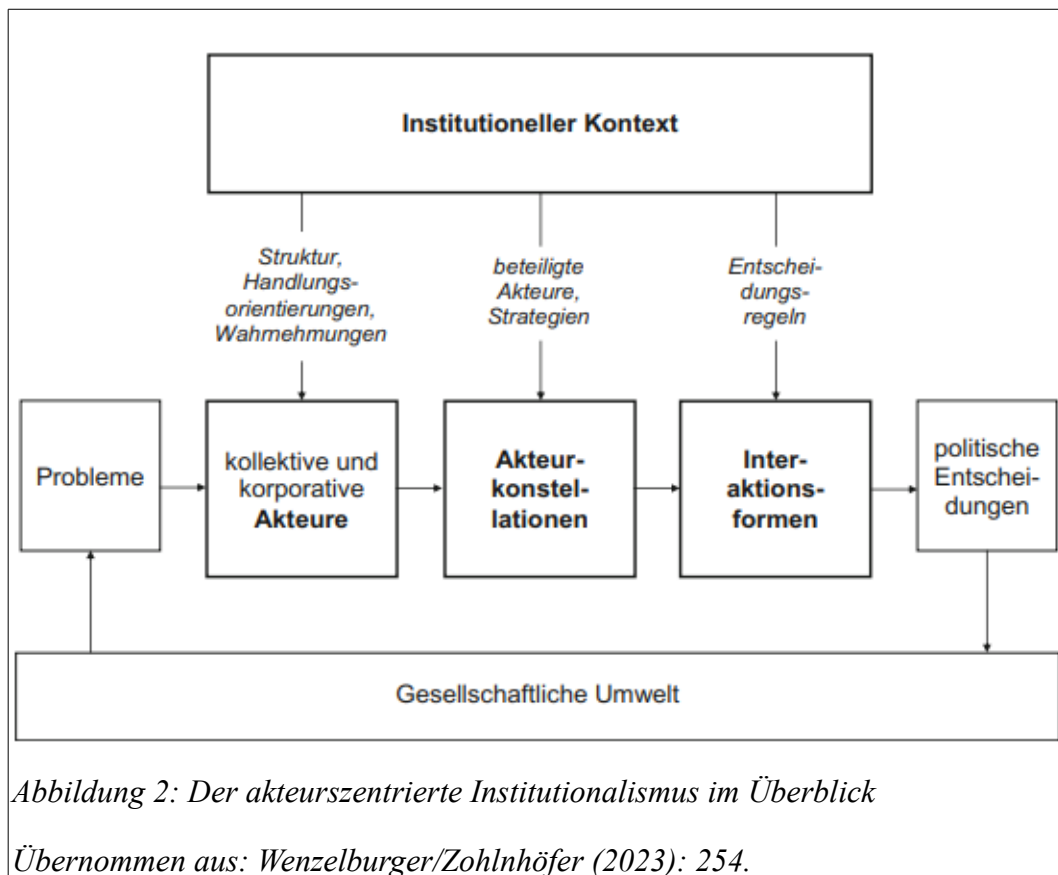 Institutioneller Kontext
Struktur,
Handlungs-
orientierungen,
Wahrnehmungen
beteiligte
Akteure,
Strategien
Entschei-
dungs-
regeln
Probleme
kollektive und
korporative
Akteure
Akteur-
konstel-
lationen
Inter-
aktions-
formen
politische
Entschei-
dungen
Gesellschaftliche Umwelt
Abbildung 2: Der akteurszentrierte Institutionalismus im Überblick
Übernommen aus: Wenzelburger/Zohlnhöfer (2023): 254.